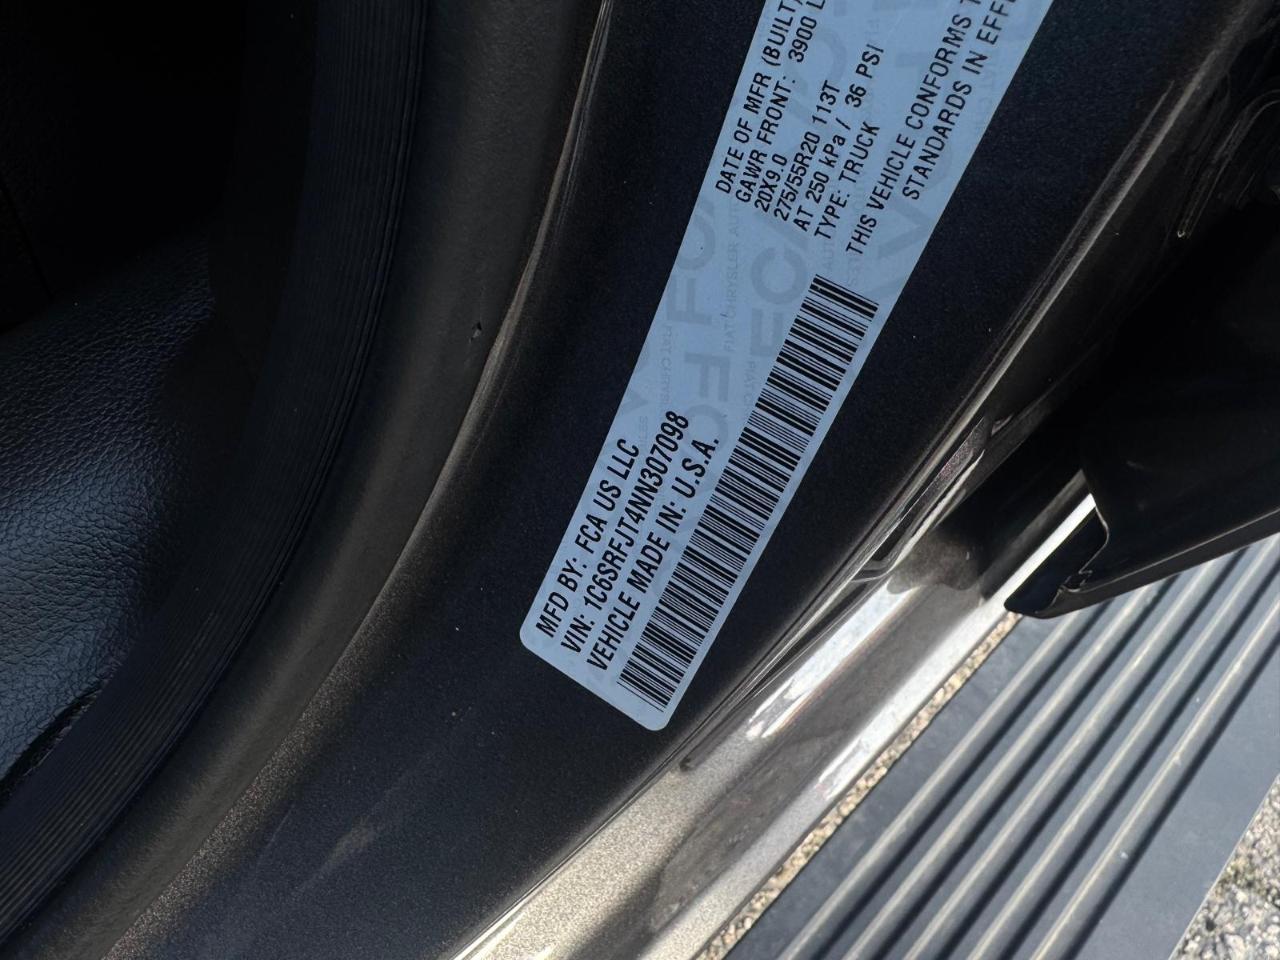 MFD BY: FCA US LLC
VIN: 1C6SRFJT4NN307098
VEHICLE MADE IN: U.S.A.
DATE OF MFR (BUILT)
GAWR FRONT: 3900 L
20X9.0
275/55R20 113T
AT 250 kPa / 36 PSI
TYPE: TRUCK
THIS VEHICLE CONFORMS T
STANDARDS IN EFFE